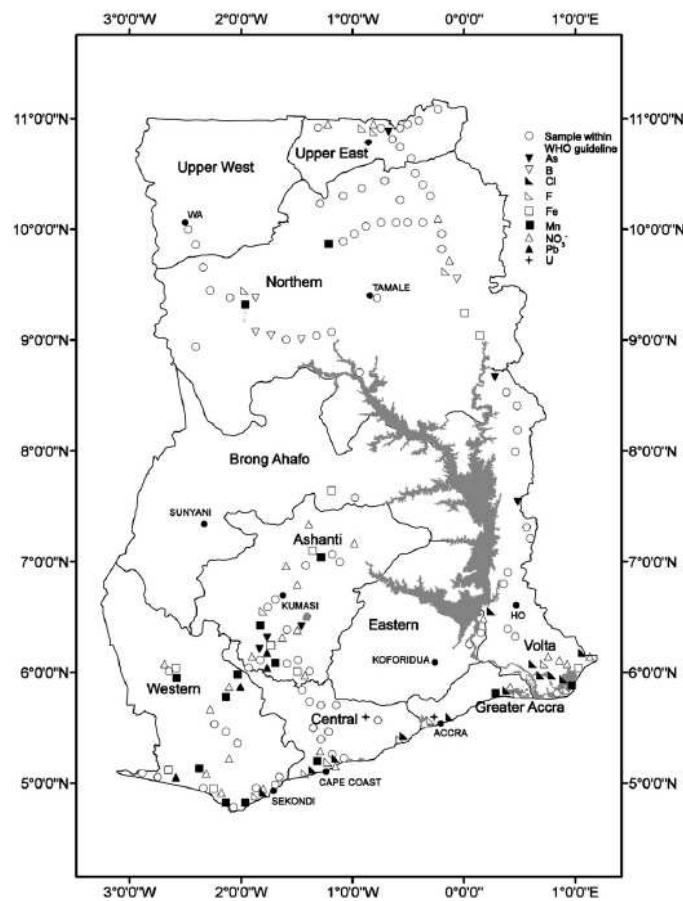 3°0'0"W 2°0'0"W 1°0'0"W 0°0'0" 1°0'0"E
11°0'0"N 11°0'0"N
Sample within
WHO guideline
Upper East
As
Upper West
B
Cl
F
10°0'0"N 10°0'0"N
WA
Fe
Mn
NO₃⁻
Pb
U
Northern
TAMALE
9°0'0"N 9°0'0"N
8°0'0"N 8°0'0"N
Brong Ahafo
SUNYANI
Ashanti
7°0'0"N 7°0'0"N
KUMASI
HO
Eastern
Volta
KOFORIDUA
6°0'0"N 6°0'0"N
Western
Greater Accra
Central
ACCRA
CAPE COAST
5°0'0"N 5°0'0"N
SEKONDI
3°0'0"W 2°0'0"W 1°0'0"W 0°0'0" 1°0'0"E